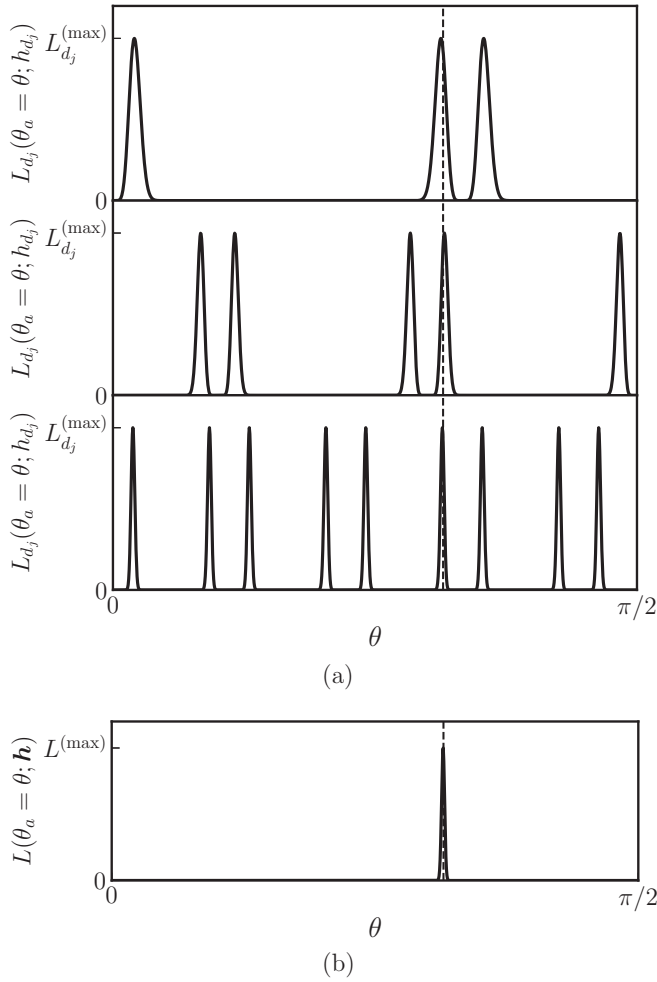 L_{d_j}(θ_a = θ; h_{d_j})
L_{d_j}^{(max)}
0
L_{d_j}(θ_a = θ; h_{d_j})
L_{d_j}^{(max)}
0
L_{d_j}(θ_a = θ; h_{d_j})
L_{d_j}^{(max)}
0
0 π/2
θ
(a)
L(θ_a = θ; h)
L^{(max)}
0
0 π/2
θ
(b)